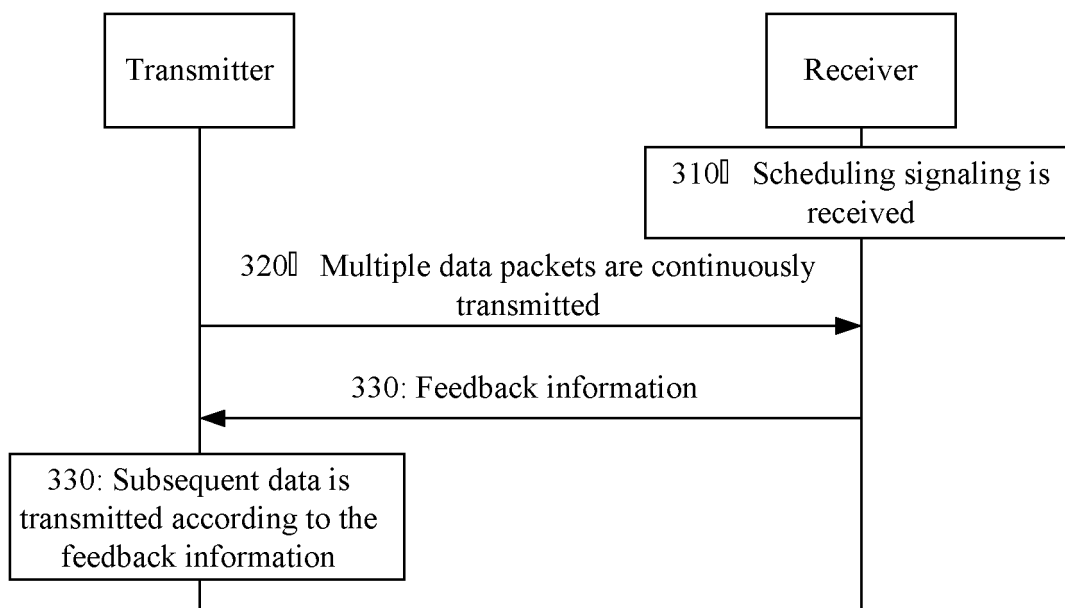 Transmitter
Receiver
310▯ Scheduling signaling is
received
320▯ Multiple data packets are continuously
transmitted
330: Feedback information
330: Subsequent data is
transmitted according to the
feedback information